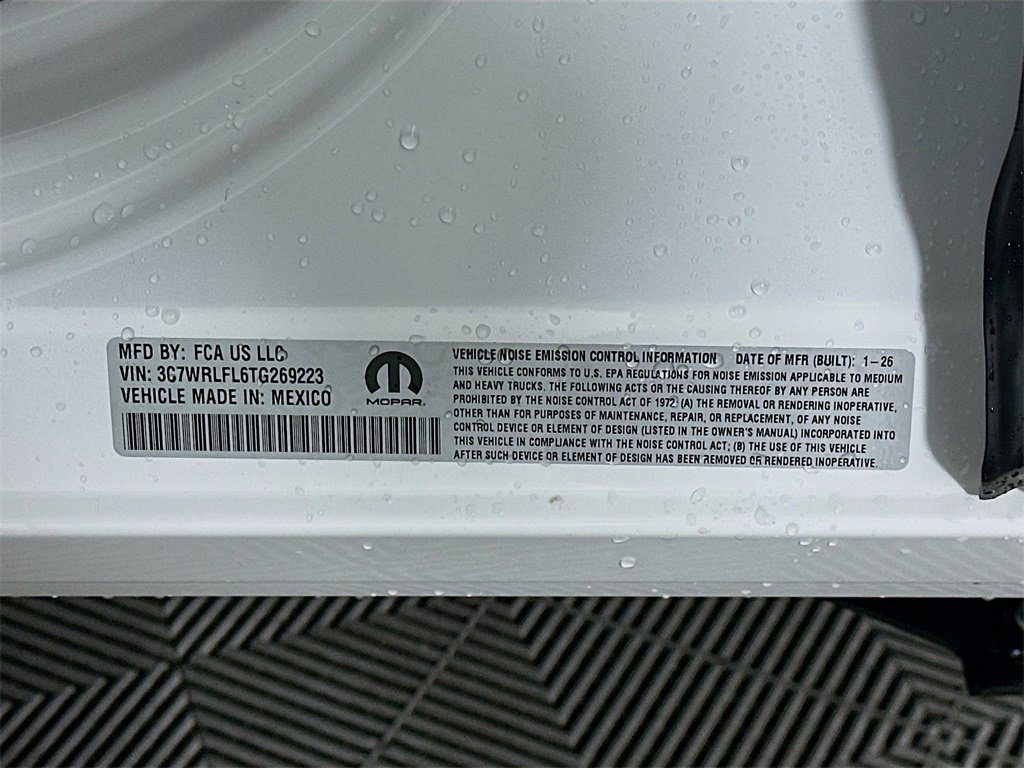 MFD BY: FCA US LLC
VIN: 3C7WRLFL6TG269223
VEHICLE MADE IN: MEXICO
MOPAR
VEHICLE NOISE EMISSION CONTROL INFORMATION DATE OF MFR (BUILT): 1-26
THIS VEHICLE CONFORMS TO U.S. EPA REGULATIONS FOR NOISE EMISSION APPLICABLE TO MEDIUM
AND HEAVY TRUCKS. THE FOLLOWING ACTS OR THE CAUSING THEREOF BY ANY PERSON ARE
PROHIBITED BY THE NOISE CONTROL ACT OF 1972: (A) THE REMOVAL OR RENDERING INOPERATIVE,
OTHER THAN FOR PURPOSES OF MAINTENANCE, REPAIR, OR REPLACEMENT, OF ANY NOISE
CONTROL DEVICE OR ELEMENT OF DESIGN (LISTED IN THE OWNER'S MANUAL) INCORPORATED INTO
THIS VEHICLE IN COMPLIANCE WITH THE NOISE CONTROL ACT; (B) THE USE OF THIS VEHICLE
AFTER SUCH DEVICE OR ELEMENT OF DESIGN HAS BEEN REMOVED OR RENDERED INOPERATIVE.